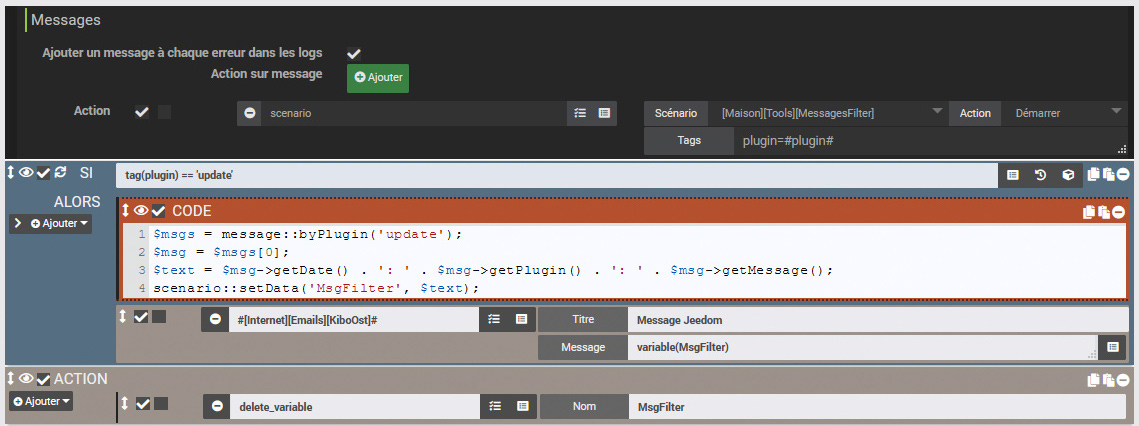 Messages
Ajouter un message à chaque erreur dans les logs
Action sur message
Ajouter
Action scenario Scénario [Maison][Tools][MessagesFilter] Action Démarrer
Tags plugin=#plugin#
SI tag(plugin) == 'update'
ALORS
Ajouter
CODE
1 $msgs = message::byPlugin('update');
2 $msg = $msgs[0];
3 $text = $msg->getDate() . ': ' . $msg->getPlugin() . ': ' . $msg->getMessage();
4 scenario::setData('MsgFilter', $text);
#[Internet][Emails][KiboOst]# Titre Message Jeedom
Message variable(MsgFilter)
ACTION
Ajouter delete_variable Nom MsgFilter